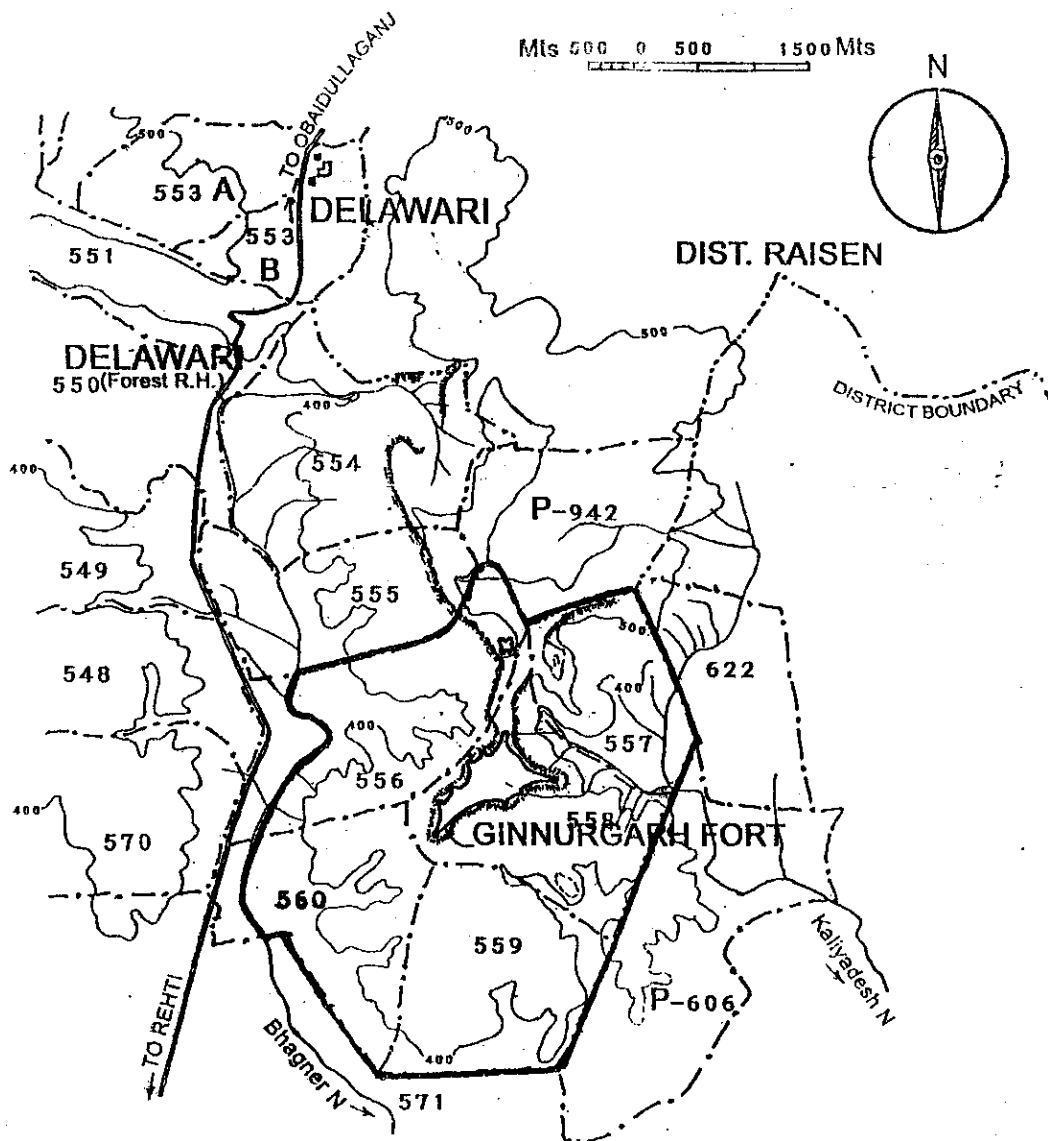 Mts 500 0 500 1500 Mts
N
TO OBAIDULLAGANJ
500
500
553 A
DELAWARI
553
551
B
DIST. RAISEN
500
DELAWARI
550 (Forest R.H.)
DISTRICT BOUNDARY
400
554
400
P-942
549
555
500
622
548
400
400
557
556
400
570
558
GINNURGARH FORT
560
559
Kaliyadesh N
P-606
TO REHTI
Bhagner N
400
571